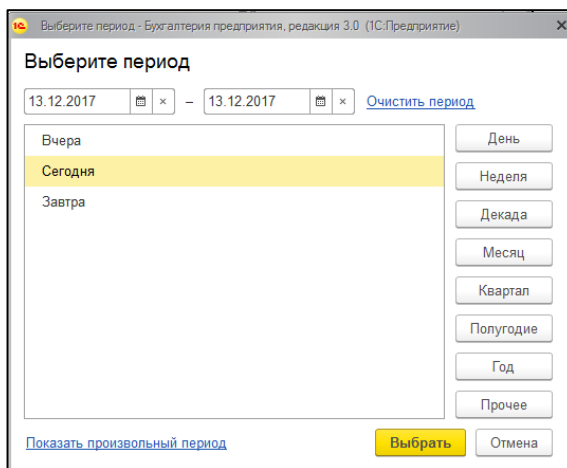 1С Выберите период - Бухгалтерия предприятия, редакция 3.0 (1С:Предприятие) ×
Выберите период
13.12.2017 × – 13.12.2017 × Очистить период
Вчера
Сегодня
Завтра
День
Неделя
Декада
Месяц
Квартал
Полугодие
Год
Прочее
Показать произвольный период
Выбрать
Отмена